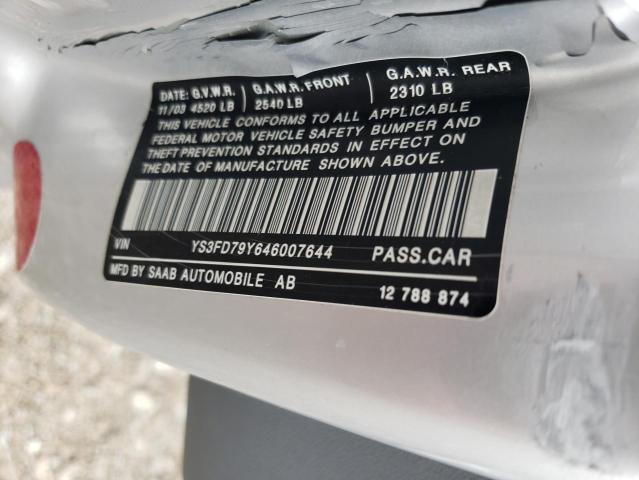 DATE: G.V.W.R. G.A.W.R. FRONT G.A.W.R. REAR
11/03 4520 LB 2540 LB 2310 LB
THIS VEHICLE CONFORMS TO ALL APPLICABLE
FEDERAL MOTOR VEHICLE SAFETY BUMPER AND
THEFT PREVENTION STANDARDS IN EFFECT ON
THE DATE OF MANUFACTURE SHOWN ABOVE.
VIN YS3FD79Y646007644 PASS.CAR
MFD BY SAAB AUTOMOBILE AB 12 788 874